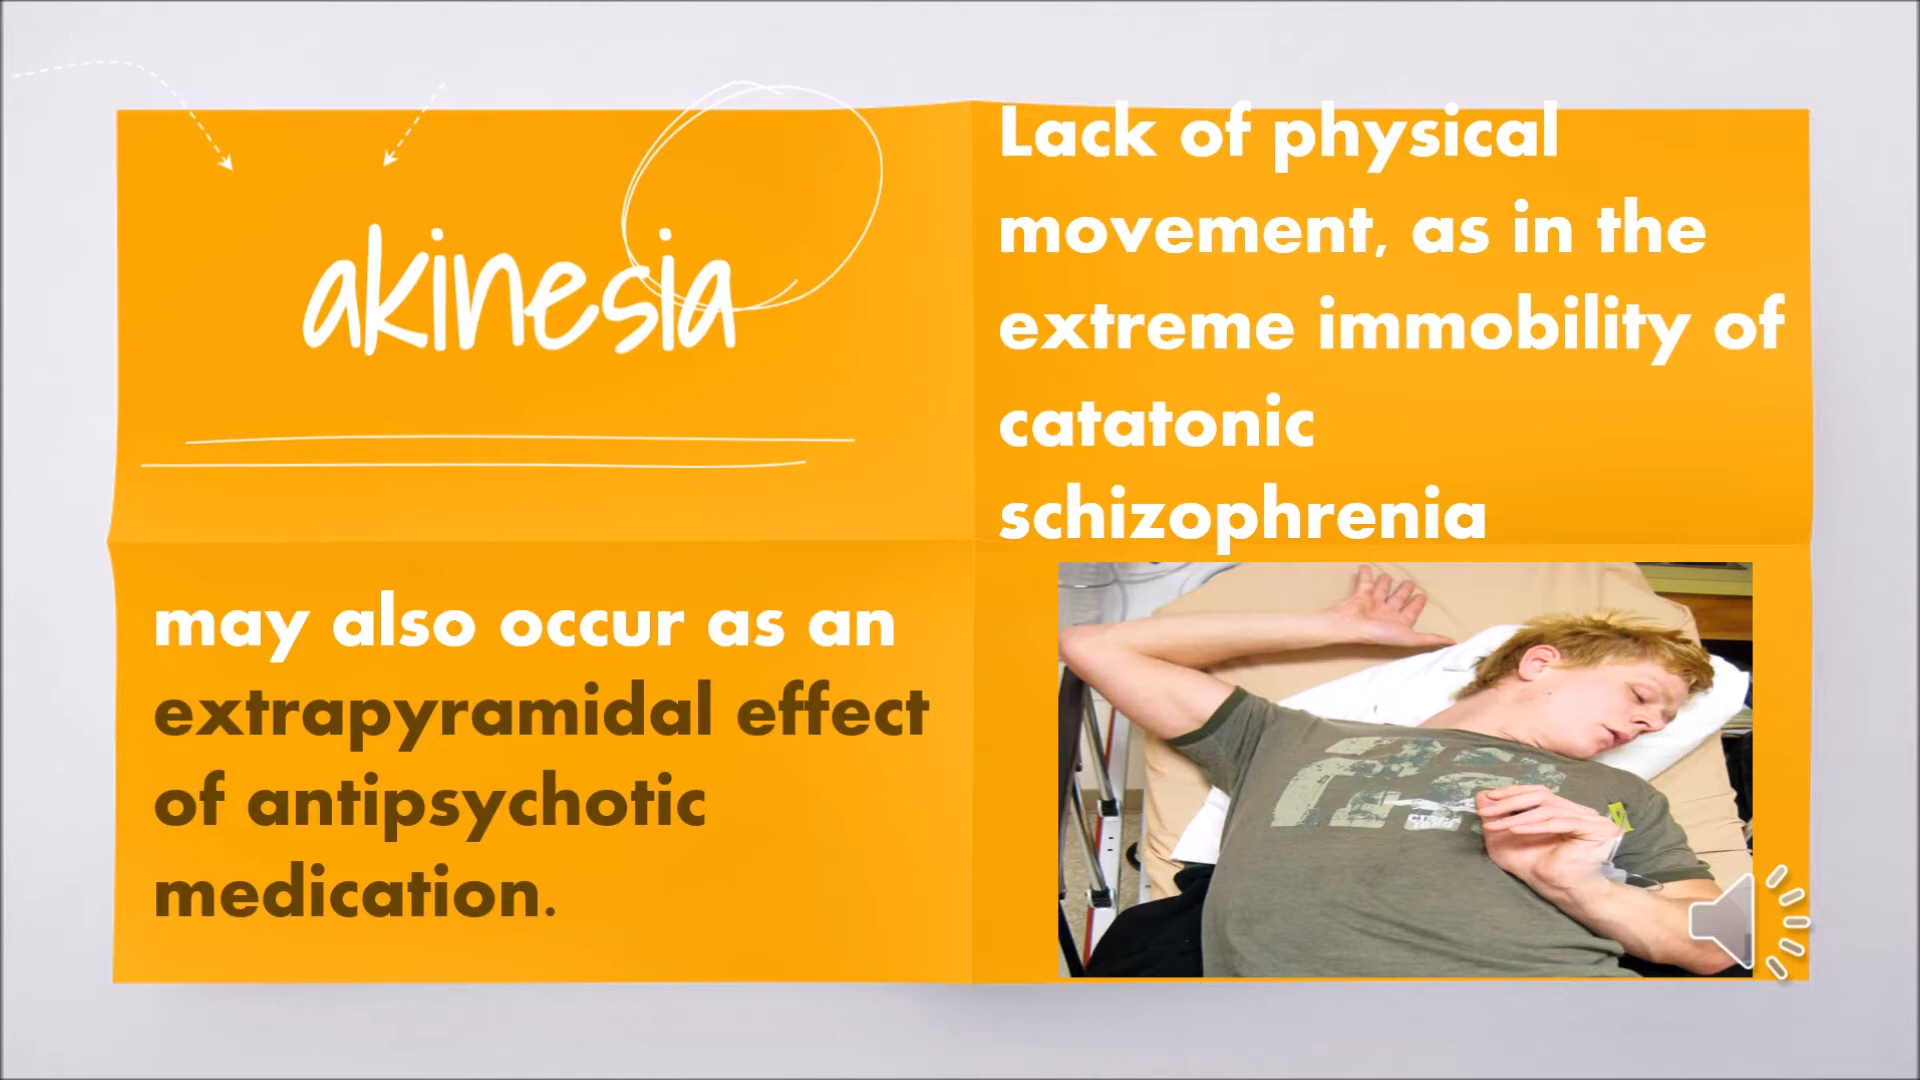 akinesia
Lack of physical
movement, as in the
extreme immobility of
catatonic
schizophrenia
may also occur as an
extrapyramidal effect
of antipsychotic
medication.